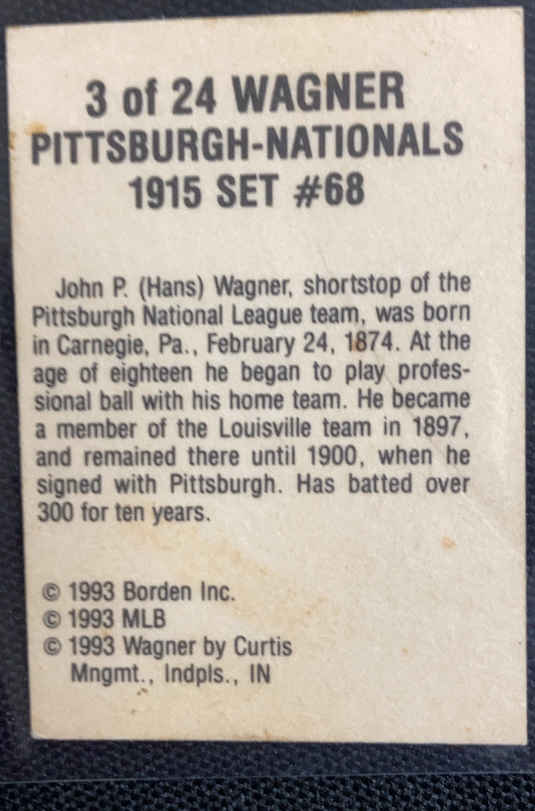 3 of 24 WAGNER
PITTSBURGH-NATIONALS
1915 SET #68
John P. (Hans) Wagner, shortstop of the
Pittsburgh National League team, was born
in Carnegie, Pa., February 24, 1874. At the
age of eighteen he began to play profes-
sional ball with his home team. He became
a member of the Louisville team in 1897,
and remained there until 1900, when he
signed with Pittsburgh. Has batted over
300 for ten years.
© 1993 Borden Inc.
© 1993 MLB
© 1993 Wagner by Curtis
Mngmt., Indpls., IN